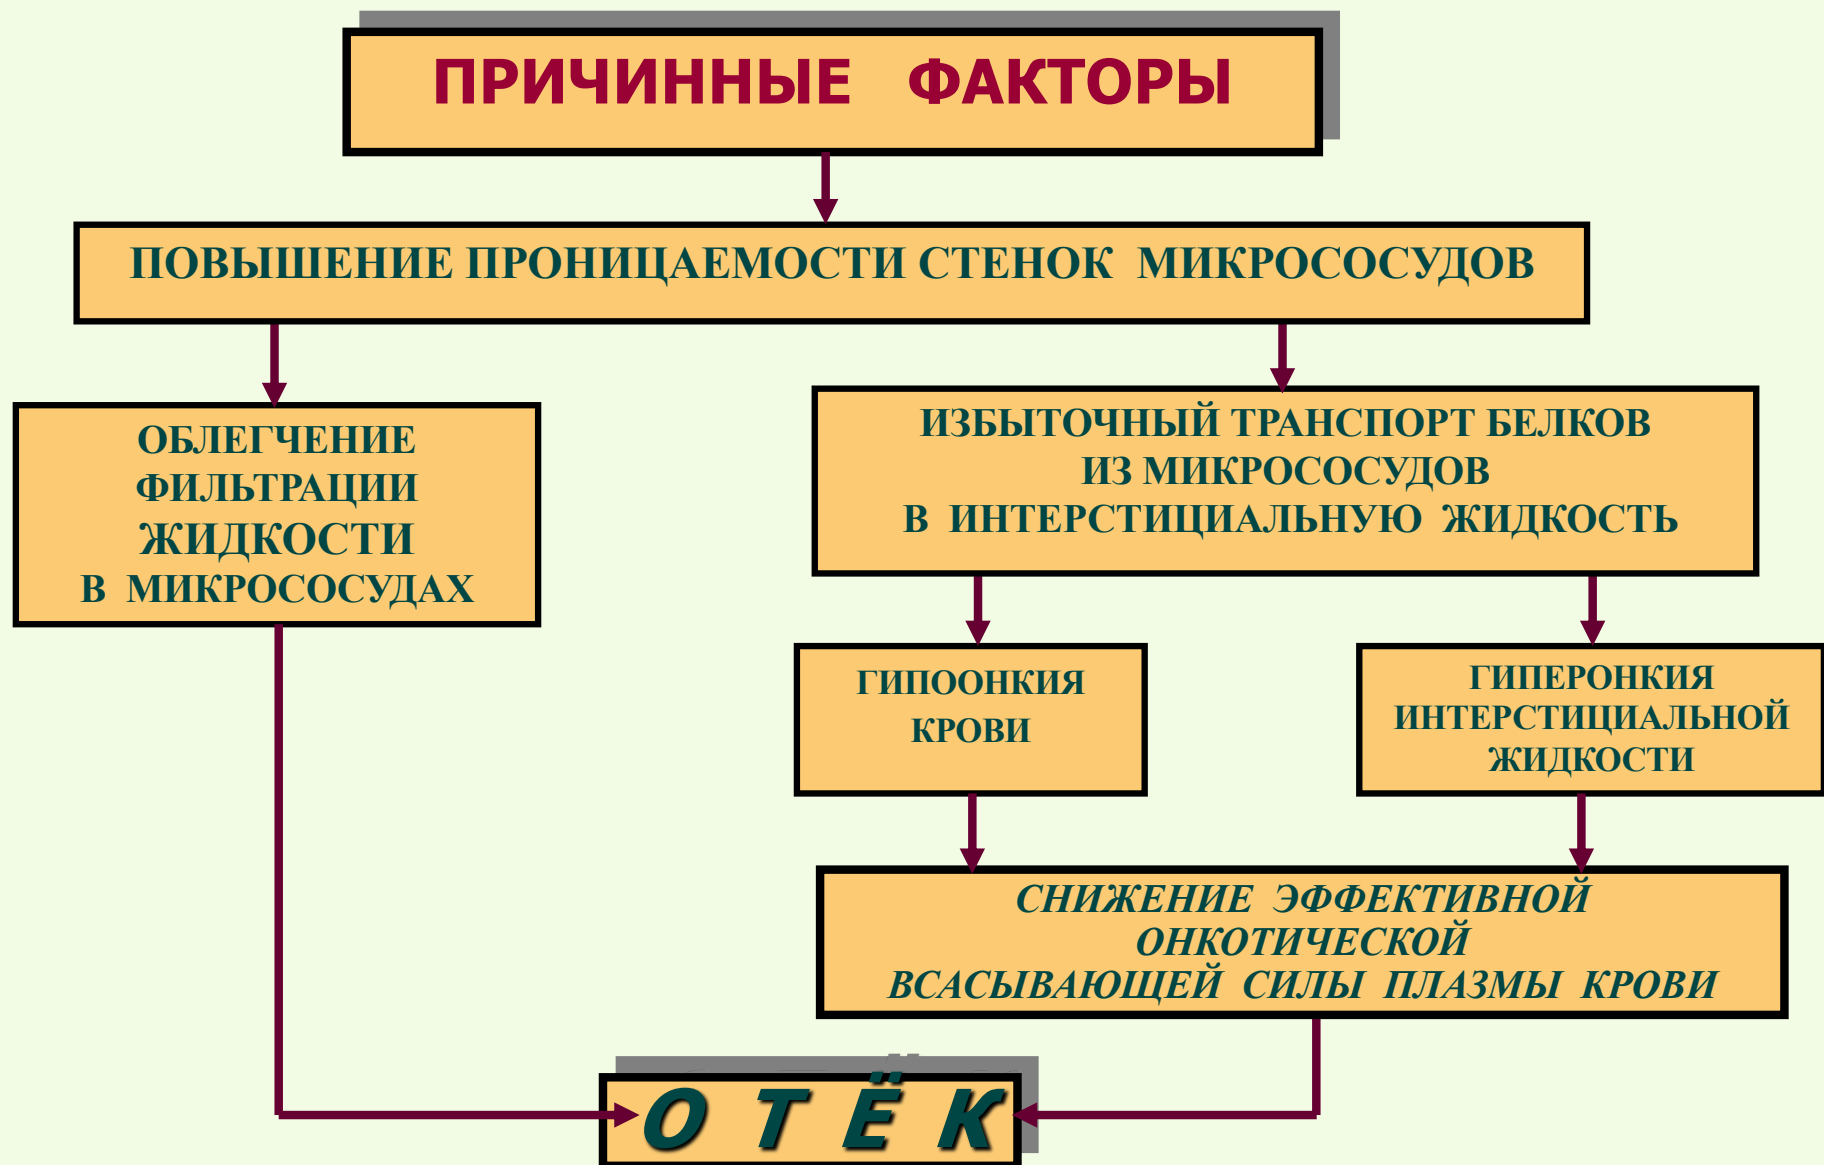 ПРИЧИННЫЕ ФАКТОРЫ
ПОВЫШЕНИЕ ПРОНИЦАЕМОСТИ СТЕНОК МИКРОСОСУДОВ
ОБЛЕГЧЕНИЕ
ФИЛЬТРАЦИИ
ЖИДКОСТИ
В МИКРОСОСУДАХ
ИЗБЫТОЧНЫЙ ТРАНСПОРТ БЕЛКОВ
ИЗ МИКРОСОСУДОВ
В ИНТЕРСТИЦИАЛЬНУЮ ЖИДКОСТЬ
ГИПООНКИЯ
КРОВИ
ГИПЕРОНКИЯ
ИНТЕРСТИЦИАЛЬНОЙ
ЖИДКОСТИ
СНИЖЕНИЕ ЭФФЕКТИВНОЙ
ОНКОТИЧЕСКОЙ
ВСАСЫВАЮЩЕЙ СИЛЫ ПЛАЗМЫ КРОВИ
О Т Ё К